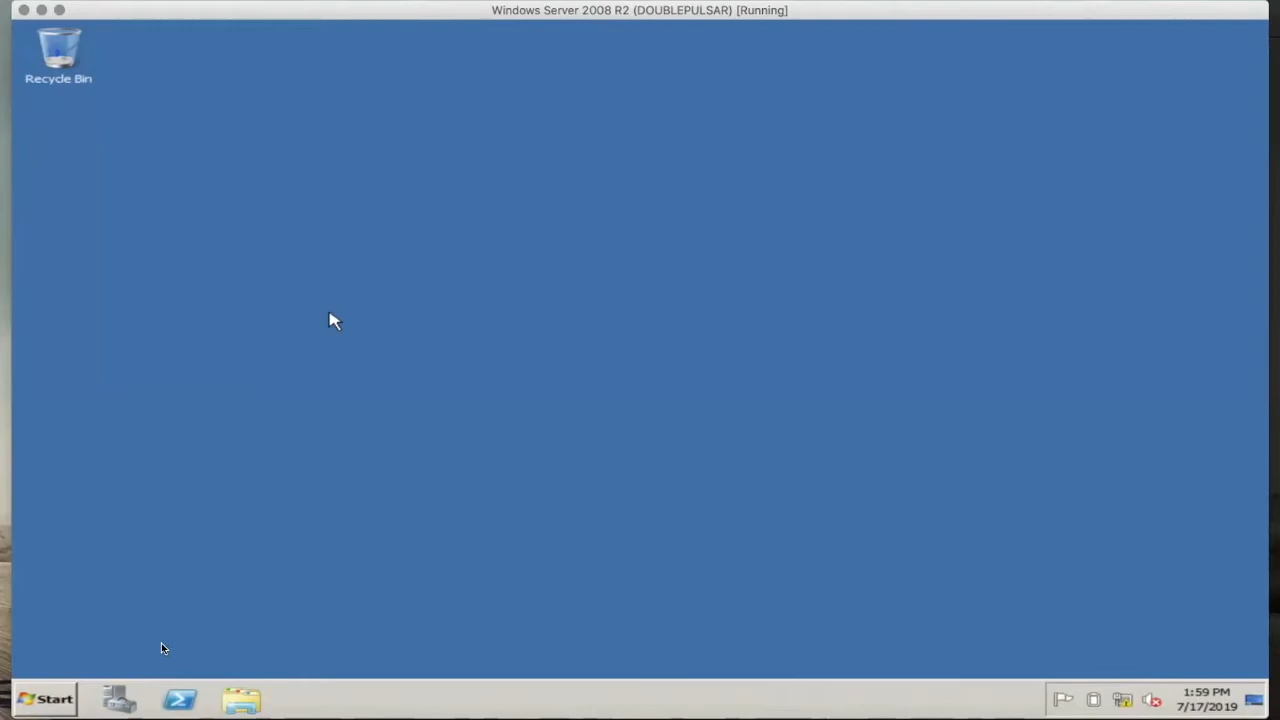 Windows Server 2008 R2 (DOUBLEPULSAR) [Running]
Recycle Bin
Start
1:59 PM
7/17/2019